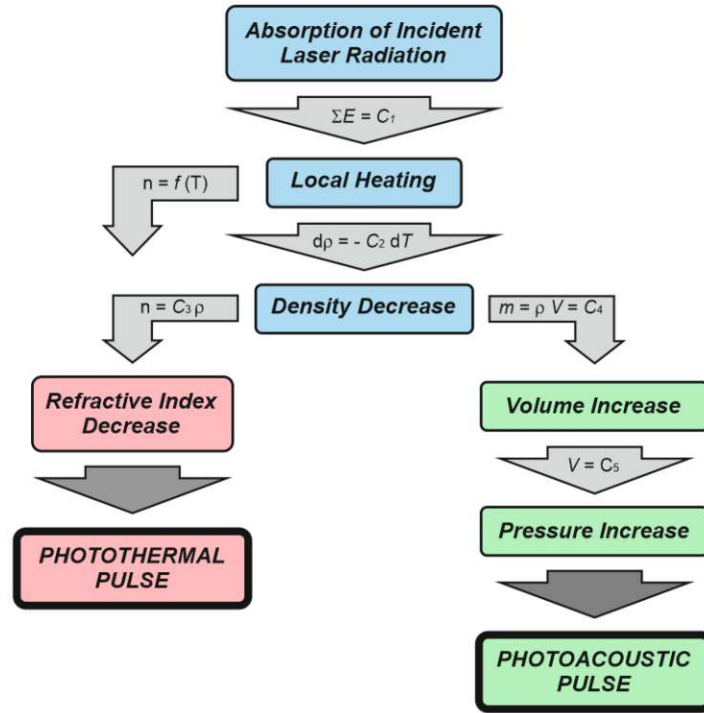 Absorption of Incident
Laser Radiation
ΣE = C₁
n = f (T)
Local Heating
dρ = - C₂ dT
n = C₃ ρ
Density Decrease
m = ρ V = C₄
Refractive Index
Decrease
Volume Increase
V = C₅
PHOTOTHERMAL
PULSE
Pressure Increase
PHOTOACOUSTIC
PULSE